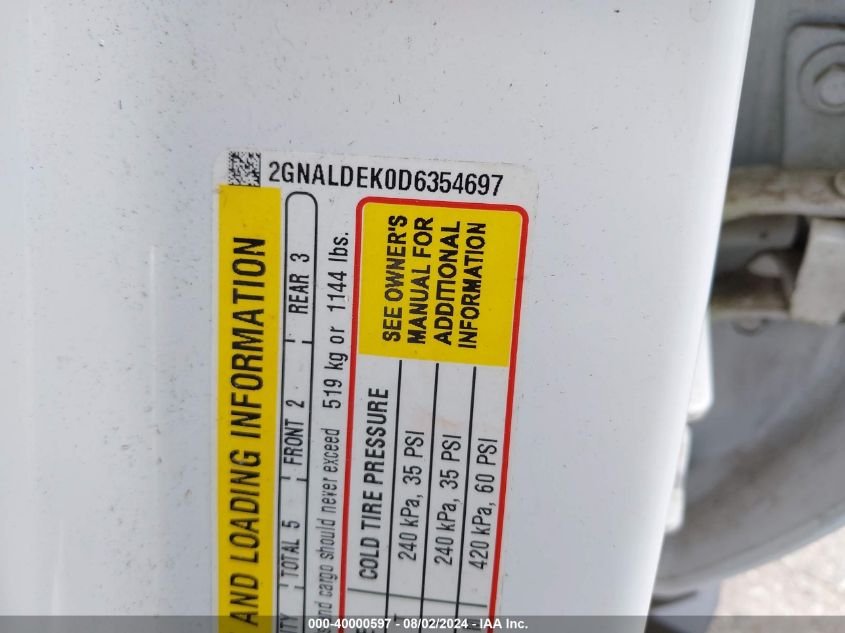 2GNALDEK0D6354697
AND LOADING INFORMATION
TOTAL 5 FRONT 2 REAR 3
and cargo should never exceed 519 kg or 1144 lbs.
COLD TIRE PRESSURE
240 kPa, 35 PSI
240 kPa, 35 PSI
420 kPa, 60 PSI
SEE OWNER'S
MANUAL FOR
ADDITIONAL
INFORMATION
000-40000597 - 08/02/2024 - IAA Inc.